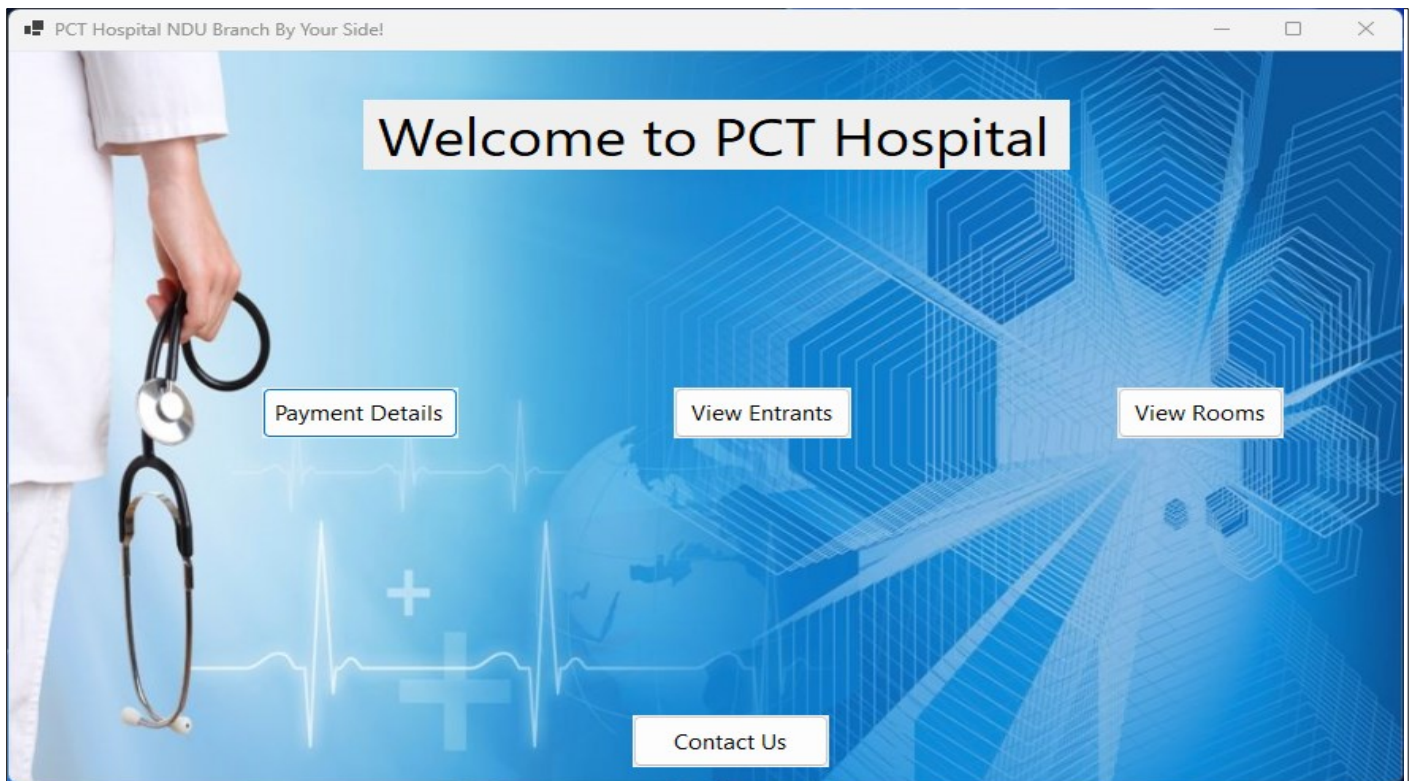 PCT Hospital NDU Branch By Your Side!
Welcome to PCT Hospital
Payment Details
View Entrants
View Rooms
Contact Us